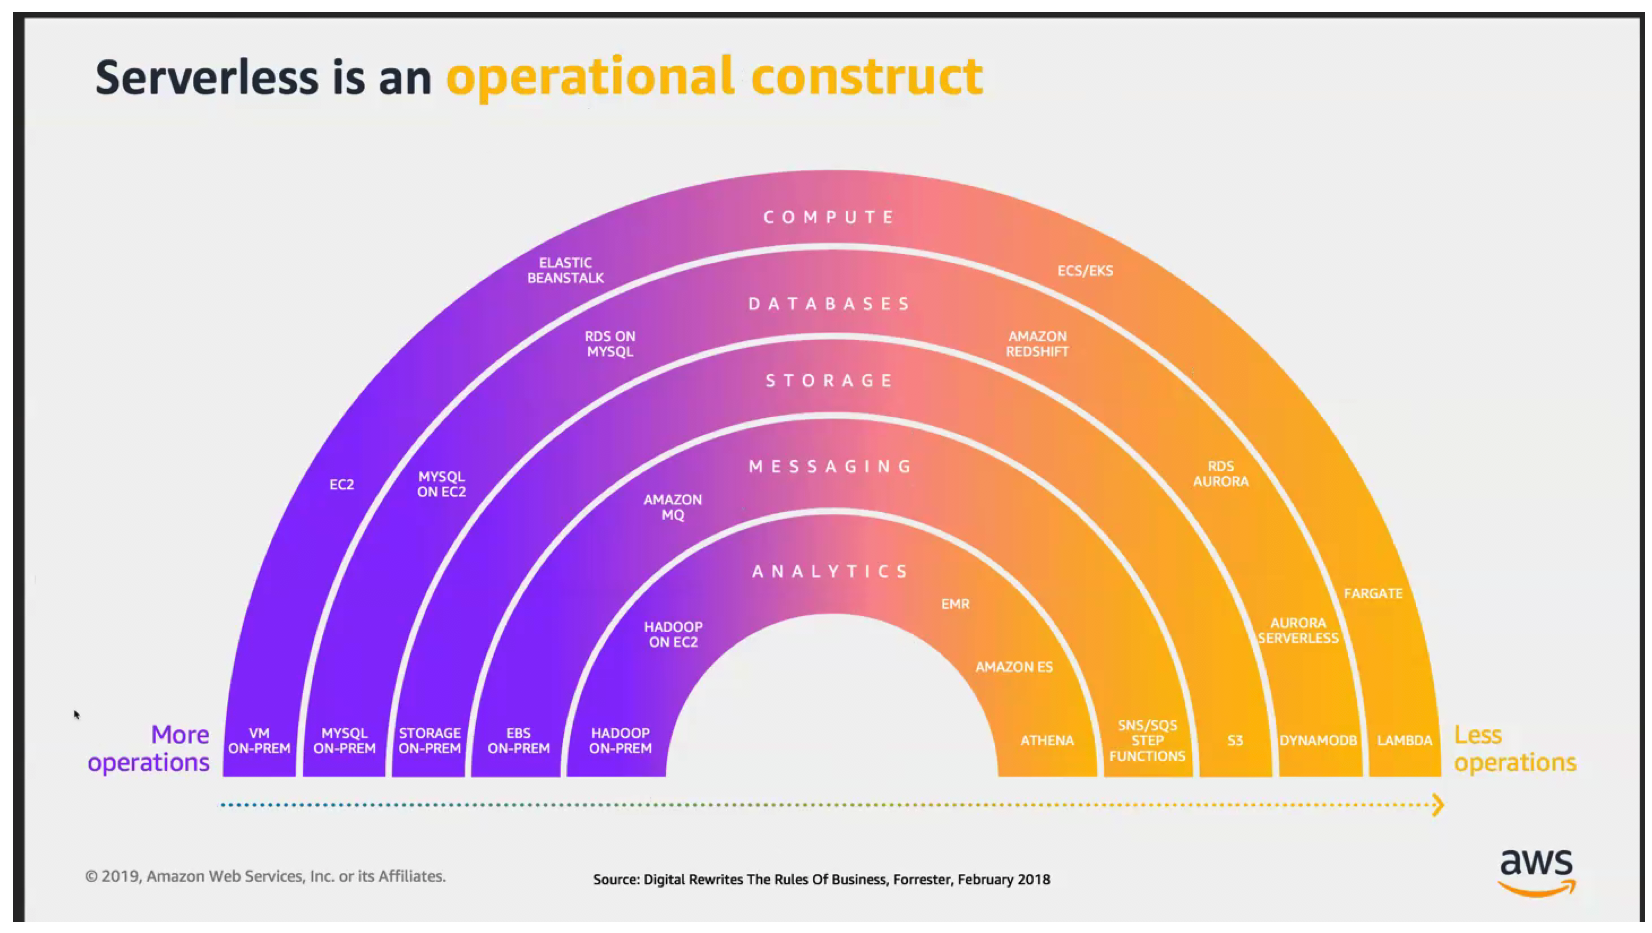 Serverless is an operational construct
COMPUTE
ELASTIC
BEANSTALK
ECS/EKS
EC2
FARGATE
VM
ON-PREM
LAMBDA
DATABASES
RDS ON
MYSQL
AMAZON
REDSHIFT
MYSQL
ON EC2
RDS
AURORA
AURORA
SERVERLESS
MYSQL
ON-PREM
DYNAMODB
STORAGE
STORAGE
ON-PREM
S3
MESSAGING
AMAZON
MQ
EBS
ON-PREM
SNS/SQS
STEP
FUNCTIONS
ANALYTICS
EMR
HADOOP
ON EC2
AMAZON ES
HADOOP
ON-PREM
ATHENA
More
operations
Less
operations
© 2019, Amazon Web Services, Inc. or its Affiliates.
Source: Digital Rewrites The Rules Of Business, Forrester, February 2018
aws